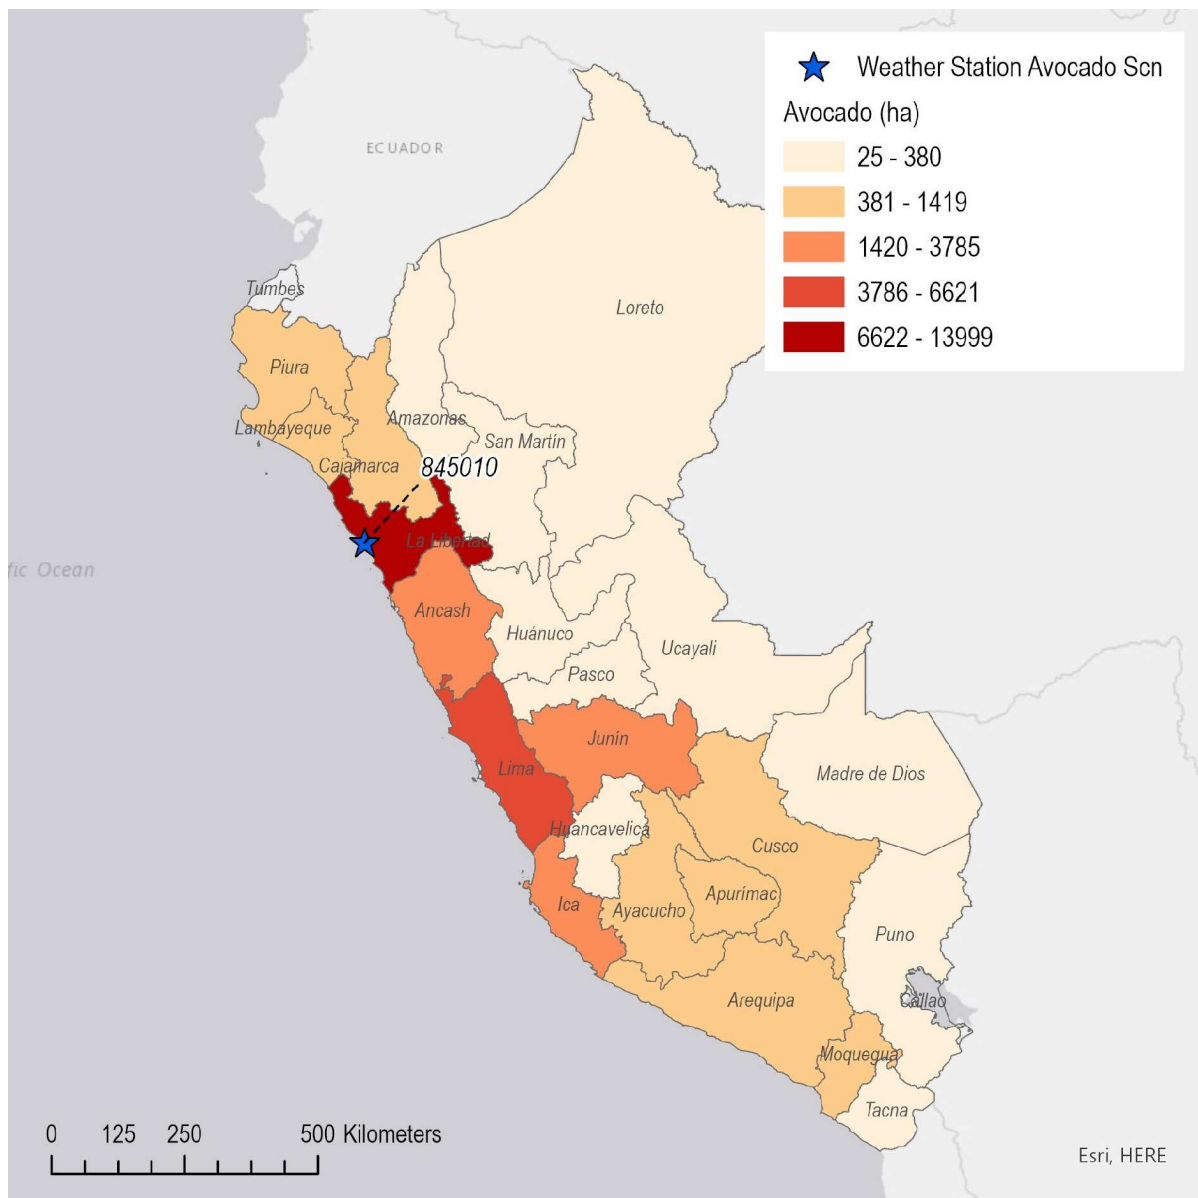 Weather Station Avocado Scn
Avocado (ha)
25 - 380
381 - 1419
1420 - 3785
3786 - 6621
6622 - 13999
ECUADOR
Tumbes
Loreto
Piura
Amazonas
Lambayeque
San Martín
Cajamarca
845010
La Libertad
fic Ocean
Ancash
Huánuco
Ucayali
Pasco
Junín
Lima
Madre de Dios
Huancavelica
Cusco
Apurímac
Ica
Ayacucho
Puno
Arequipa
Callao
Moquegua
Tacna
0 125 250 500 Kilometers
Esri, HERE